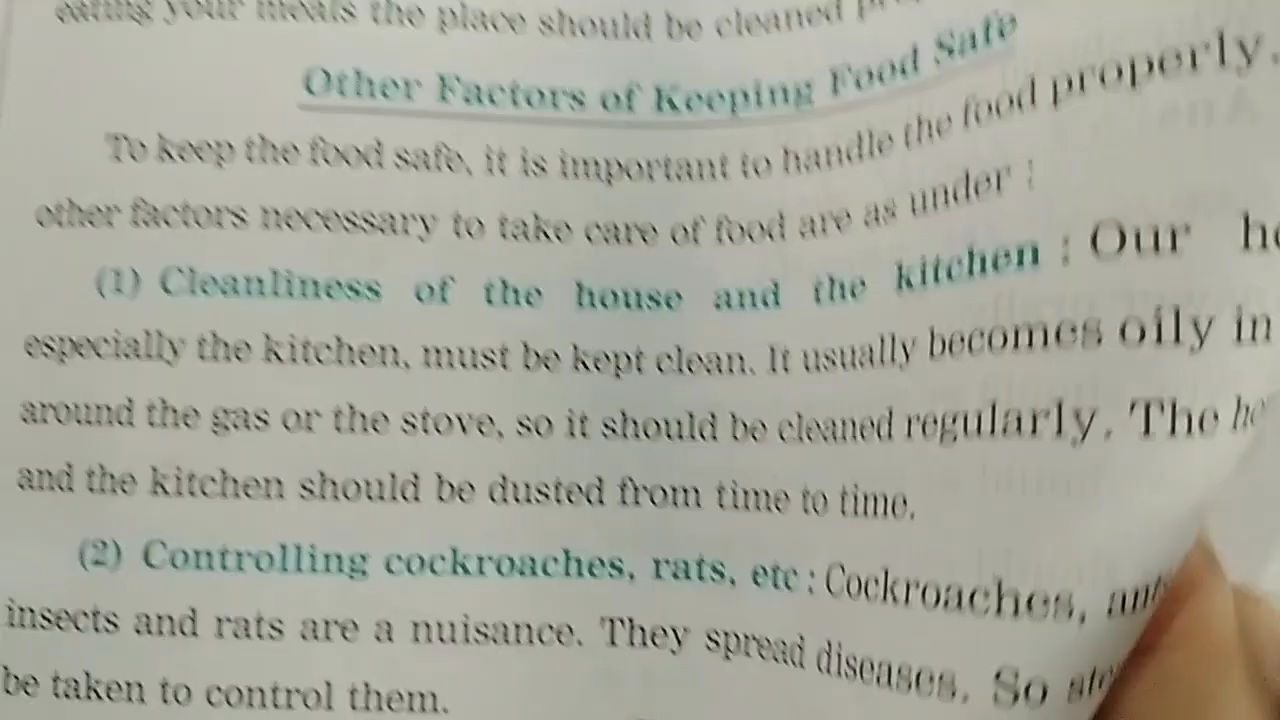 eating your meals the place should be cleaned
Other Factors of Keeping Food Safe
To keep the food safe, it is important to handle the food properly.
other factors necessary to take care of food are as under :
(1) Cleanliness of the house and the kitchen : Our
especially the kitchen, must be kept clean. It usually becomes oily in
around the gas or the stove, so it should be cleaned regularly. The
and the kitchen should be dusted from time to time.
(2) Controlling cockroaches, rats, etc : Cockroaches,
insects and rats are a nuisance. They spread diseases. So
be taken to control them.